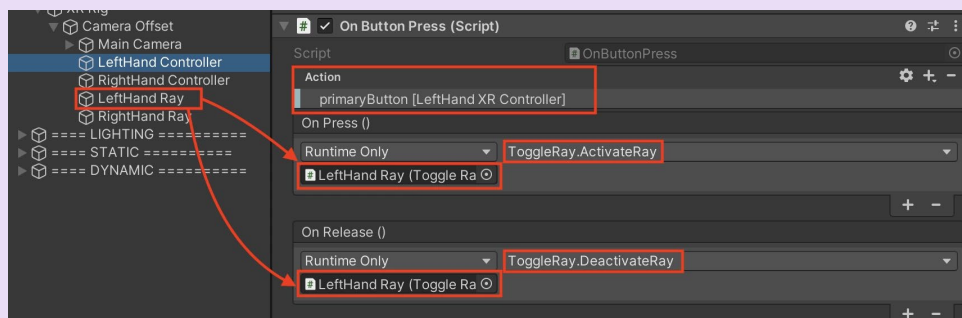 XR Rig
Camera Offset
Main Camera
LeftHand Controller
RightHand Controller
LeftHand Ray
RightHand Ray
==== LIGHTING ==========
==== STATIC ==========
==== DYNAMIC ==========
On Button Press (Script)
Script
OnButtonPress
Action
primaryButton [LeftHand XR Controller]
On Press ()
Runtime Only
ToggleRay.ActivateRay
LeftHand Ray (Toggle Ra
On Release ()
Runtime Only
ToggleRay.DeactivateRay
LeftHand Ray (Toggle Ra